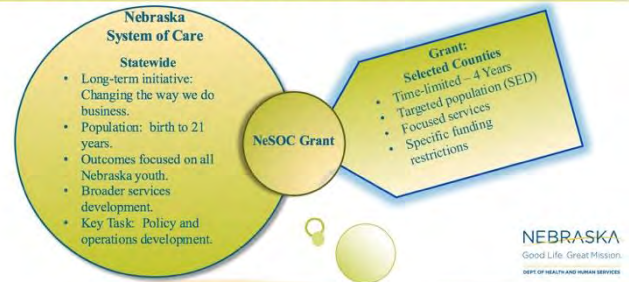 Nebraska
System of Care
Statewide
• Long-term initiative:
Changing the way we do
business.
• Population: birth to 21
years.
• Outcomes focused on all
Nebraska youth.
• Broader services
development.
• Key Task: Policy and
operations development.
NeSOC Grant
Grant:
Selected Counties
• Time-limited – 4 Years
• Targeted population (SED)
• Focused services
• Specific funding
restrictions
NEBRASKA
Good Life. Great Mission.
DEPT. OF HEALTH AND HUMAN SERVICES